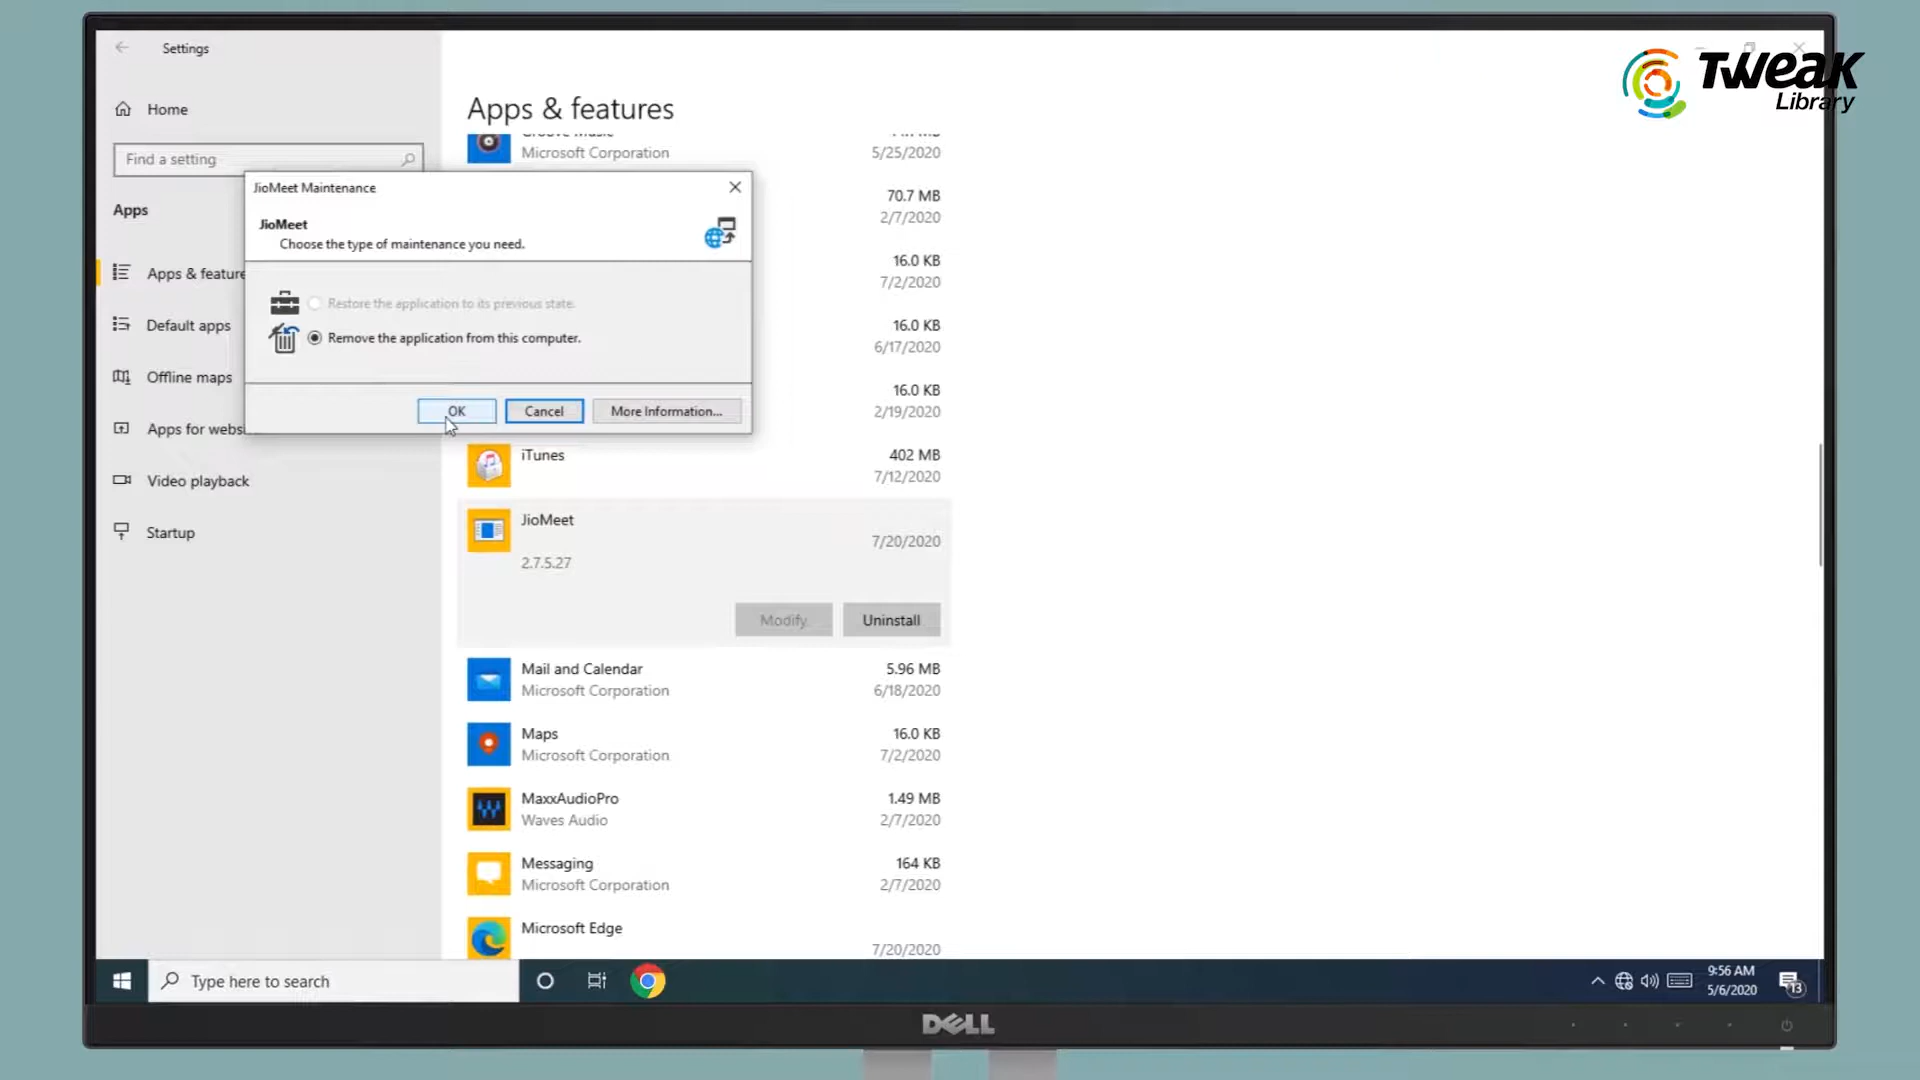 Settings
TWEAK
Library
Home
Find a setting
Apps
Apps & feature
Default apps
Offline maps
Apps for webs
Video playback
Startup
Apps & features
Groove Music
Microsoft Corporation
5/25/2020
70.7 MB
2/7/2020
16.0 KB
7/2/2020
16.0 KB
6/17/2020
16.0 KB
2/19/2020
JioMeet Maintenance
JioMeet
Choose the type of maintenance you need.
Restore the application to its previous state.
Remove the application from this computer.
OK
Cancel
More Information...
iTunes
402 MB
7/12/2020
JioMeet
7/20/2020
2.7.5.27
Modify
Uninstall
Mail and Calendar
5.96 MB
Microsoft Corporation
6/18/2020
Maps
16.0 KB
Microsoft Corporation
7/2/2020
MaxxAudioPro
1.49 MB
Waves Audio
2/7/2020
Messaging
164 KB
Microsoft Corporation
2/7/2020
Microsoft Edge
7/20/2020
Type here to search
9:56 AM
5/6/2020
13
DELL